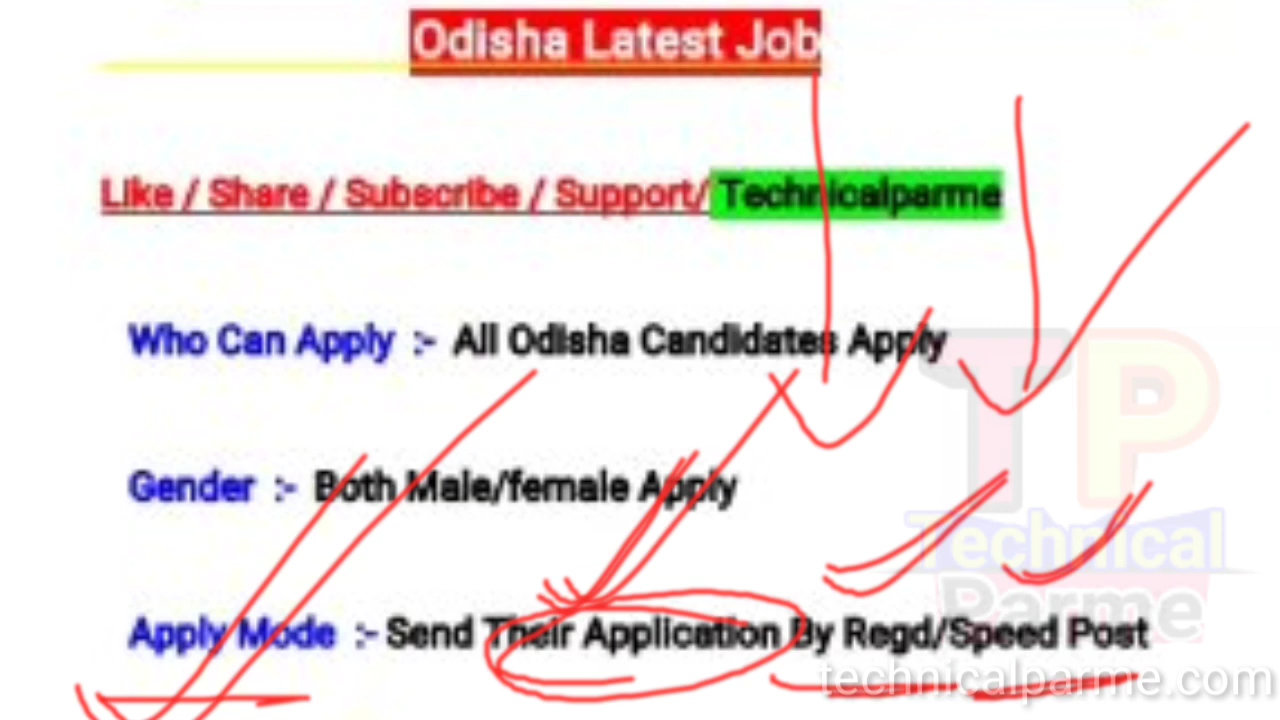 Odisha Latest Job
Like / Share / Subscribe / Support/ Technicalparme
Who Can Apply :- All Odisha Candidates Apply
Gender :- Both Male/female Apply
Apply Mode :- Send Their Application By Regd/Speed Post
TP
Technical
Parme
technicalparme.com